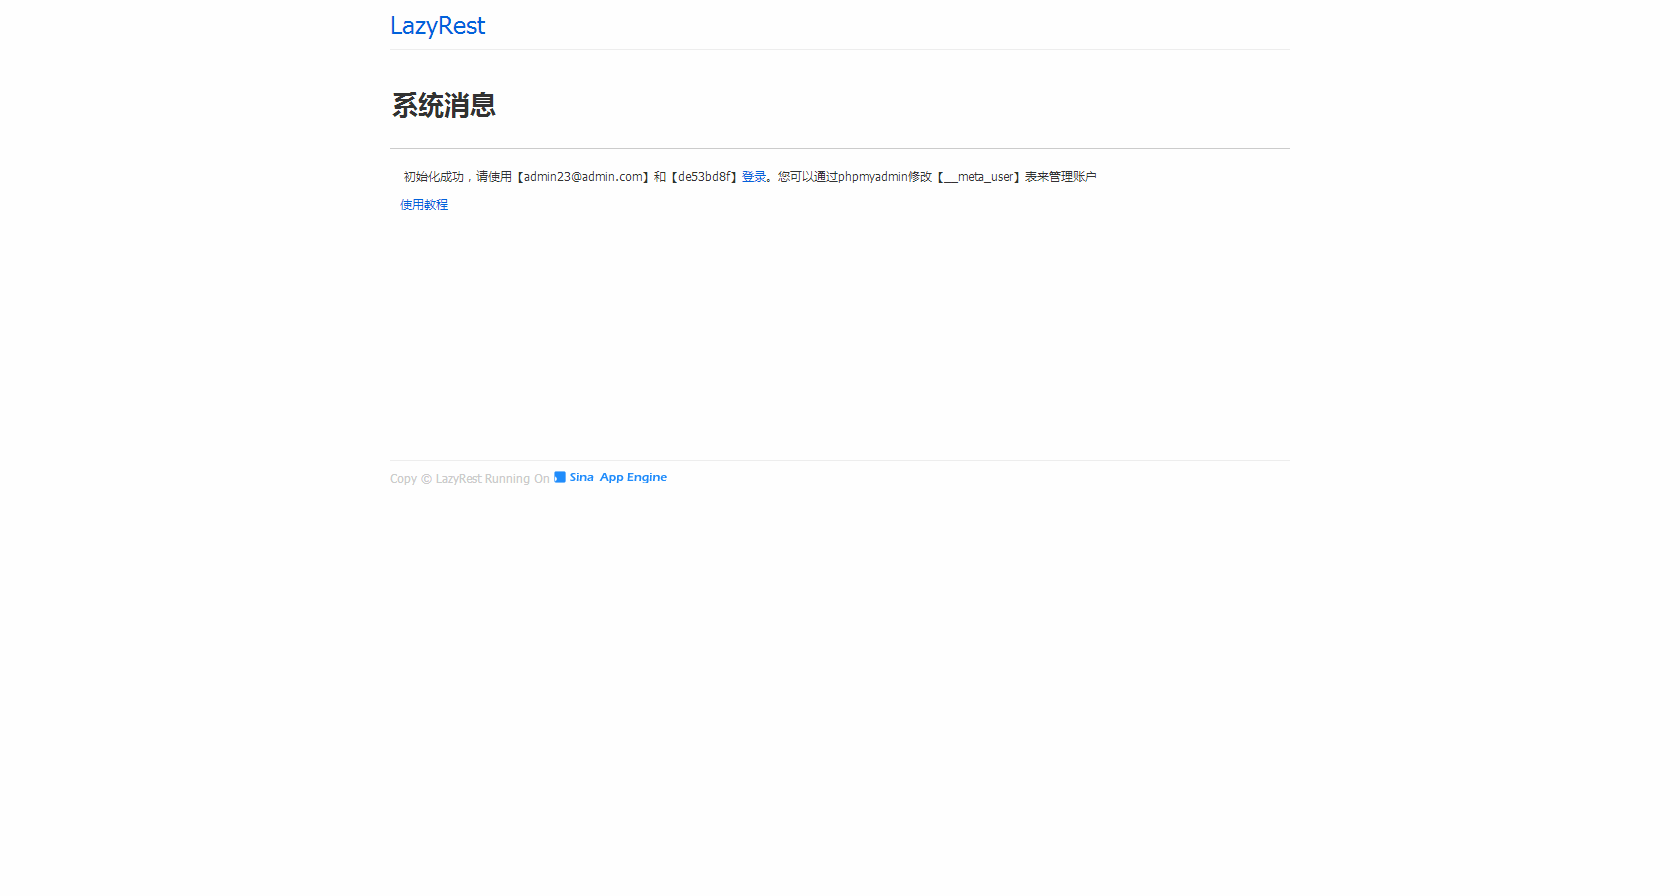 LazyRest
系统消息
初始化成功，请使用【admin23@admin.com】和【de53bd8f】登录。您可以通过phpmyadmin修改【__meta_user】表来管理账户
使用教程
Copy © LazyRest Running On Sina App Engine